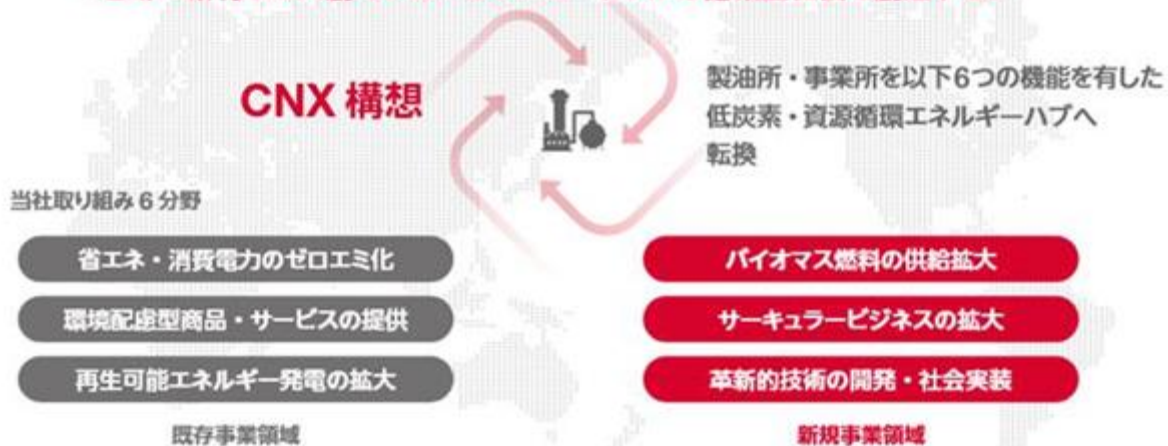 CNX 構想
製油所・事業所を以下6つの機能を有した
低炭素・資源循環エネルギーハブへ
転換
当社取り組み6分野
省エネ・消費電力のゼロエミ化
環境配慮型商品・サービスの提供
再生可能エネルギー発電の拡大
既存事業領域
バイオマス燃料の供給拡大
サーキュラービジネスの拡大
革新的技術の開発・社会実装
新規事業領域